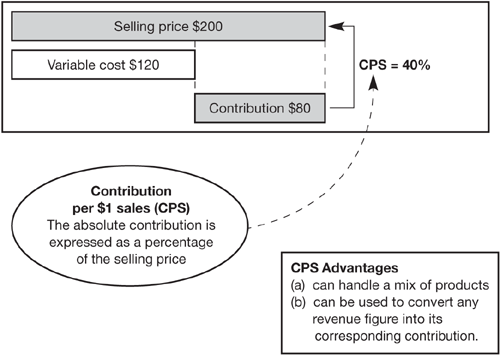 Selling price $200
Variable cost $120
CPS = 40%
Contribution $80
Contribution
per $1 sales (CPS)
The absolute contribution is
expressed as a percentage
of the selling price
CPS Advantages
(a) can handle a mix of products
(b) can be used to convert any
revenue figure into its
corresponding contribution.